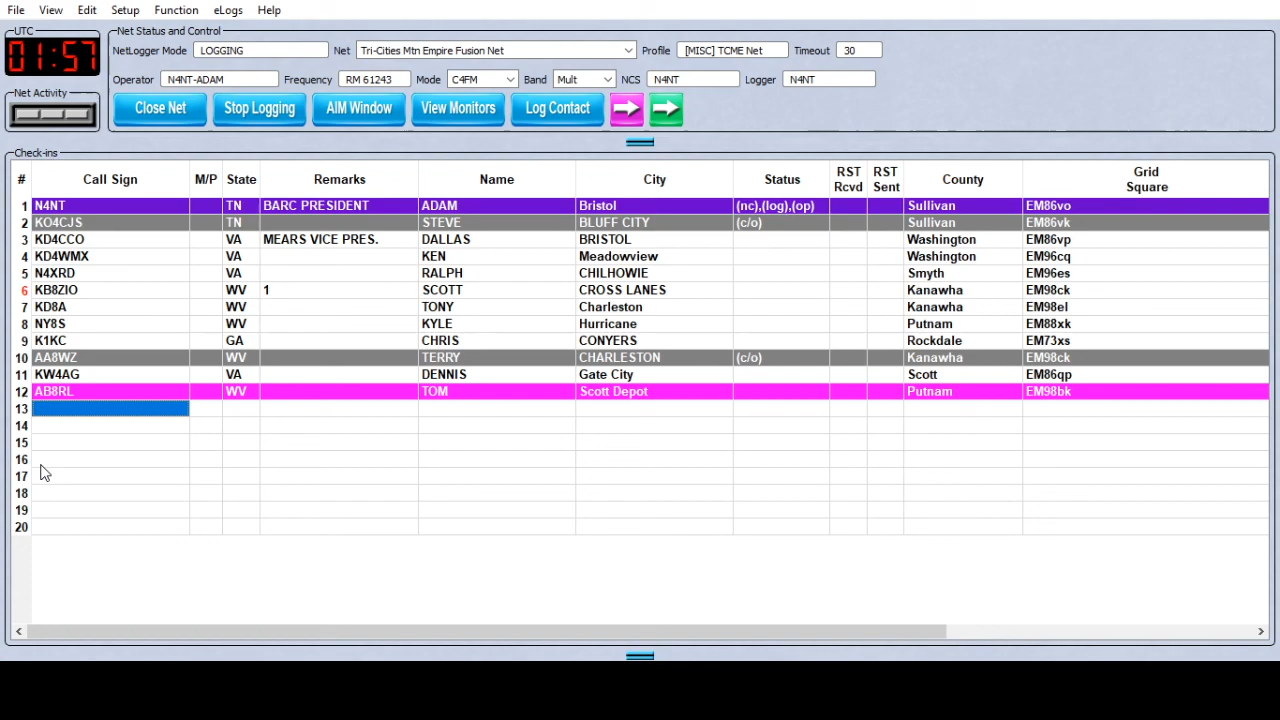 File View Edit Setup Function eLogs Help
UTC
01:57
Net Activity
Net Status and Control
NetLogger Mode LOGGING Net Tri-Cities Mtn Empire Fusion Net Profile [MISC] TCME Net Timeout 30
Operator N4NT-ADAM Frequency RM 61243 Mode C4FM Band Mult NCS N4NT Logger N4NT
Close Net Stop Logging AIM Window View Monitors Log Contact
Check-ins
# Call Sign M/P State Remarks Name City Status RST Rcvd RST Sent County Grid Square
1 N4NT TN BARC PRESIDENT ADAM Bristol (nc),(log),(op) Sullivan EM86vo
2 KO4CJS TN STEVE BLUFF CITY (c/o) Sullivan EM86vk
3 KD4CCO VA MEARS VICE PRES. DALLAS BRISTOL Washington EM86vp
4 KD4WMX VA KEN Meadowview Washington EM96cq
5 N4XRD VA RALPH CHILHOWIE Smyth EM96es
6 KB8ZIO WV 1 SCOTT CROSS LANES Kanawha EM98ck
7 KD8A WV TONY Charleston Kanawha EM98el
8 NY8S WV KYLE Hurricane Putnam EM88xk
9 K1KC GA CHRIS CONYERS Rockdale EM73xs
10 AA8WZ WV TERRY CHARLESTON (c/o) Kanawha EM98ck
11 KW4AG VA DENNIS Gate City Scott EM86qp
12 AB8RL WV TOM Scott Depot Putnam EM98bk
13
14
15
16
17
18
19
20